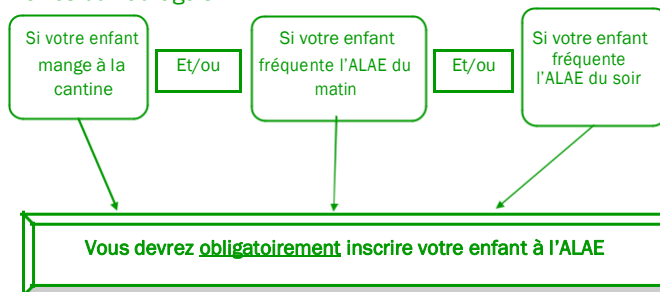 Si votre enfant
mange à la
cantine
Et/ou
Si votre enfant
fréquente l'ALAE du
matin
Et/ou
Si votre enfant
fréquente
l'ALAE du soir
Vous devrez obligatoirement inscrire votre enfant à l'ALAE